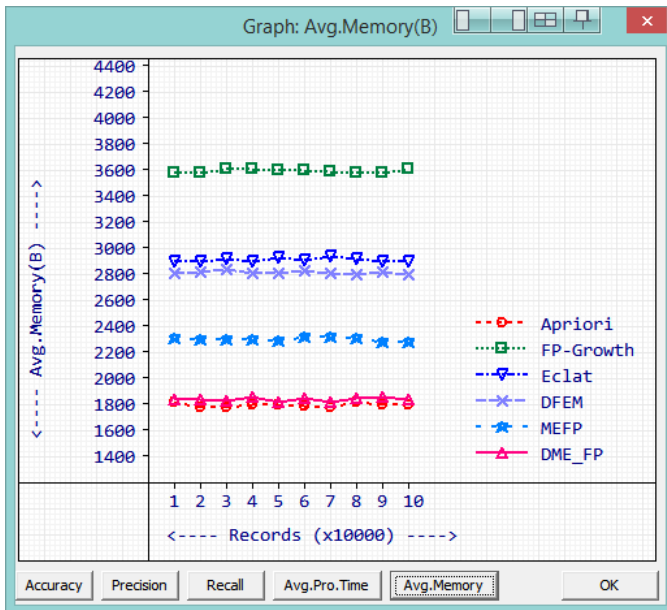 Graph: Avg.Memory(B)
4400
4200
4000
3800
3600
3400
3200
3000
2800
2600
2400
2200
2000
1800
1600
1400
<---- Avg.Memory(B) ---->
Apriori
FP-Growth
Eclat
DFEM
MEFP
DME_FP
1 2 3 4 5 6 7 8 9 10
<---- Records (x10000) ---->
Accuracy Precision Recall Avg.Pro.Time Avg.Memory OK